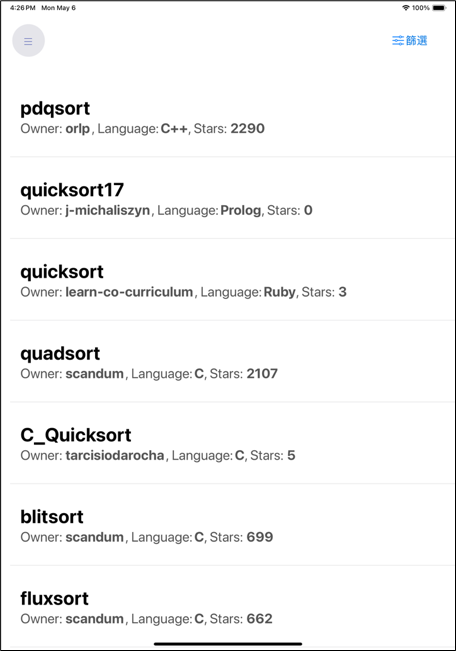 4:26 PM Mon May 6 100%
篩選
pdqsort
Owner: orlp, Language: C++, Stars: 2290
quicksort17
Owner: j-michaliszyn, Language: Prolog, Stars: 0
quicksort
Owner: learn-co-curriculum, Language: Ruby, Stars: 3
quadsort
Owner: scandum, Language: C, Stars: 2107
C_Quicksort
Owner: tarcisiodarocha, Language: C, Stars: 5
blitsort
Owner: scandum, Language: C, Stars: 699
fluxsort
Owner: scandum, Language: C, Stars: 662